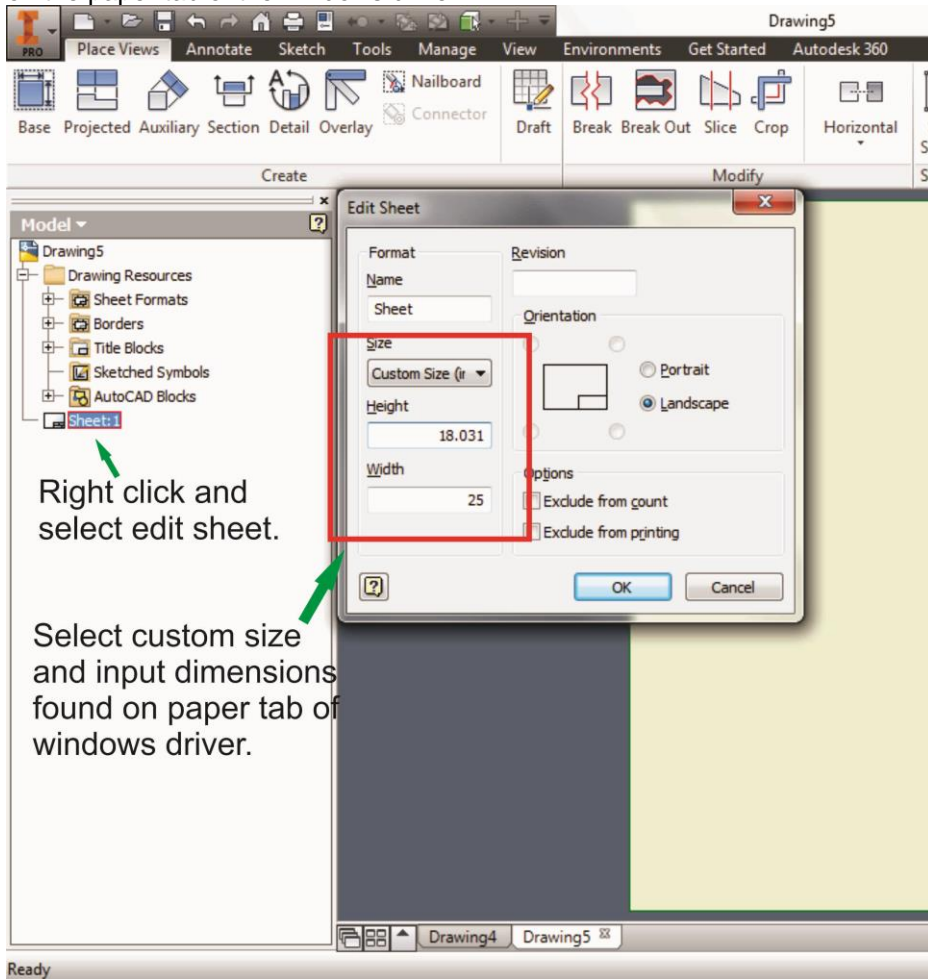 Drawing5
PRO
Place Views Annotate Sketch Tools Manage View Environments Get Started Autodesk 360
Nailboard
Connector
Base Projected Auxiliary Section Detail Overlay Draft Break Break Out Slice Crop Horizontal
Create Modify
Model
Drawing5
Drawing Resources
Sheet Formats
Borders
Title Blocks
Sketched Symbols
AutoCAD Blocks
Sheet:1
Right click and
select edit sheet.
Select custom size
and input dimensions
found on paper tab of
windows driver.
Edit Sheet
Format
Name
Sheet
Size
Custom Size (ir
Height
18.031
Width
25
Revision
Orientation
Portrait
Landscape
Options
Exclude from count
Exclude from printing
OK Cancel
Drawing4 Drawing5
Ready